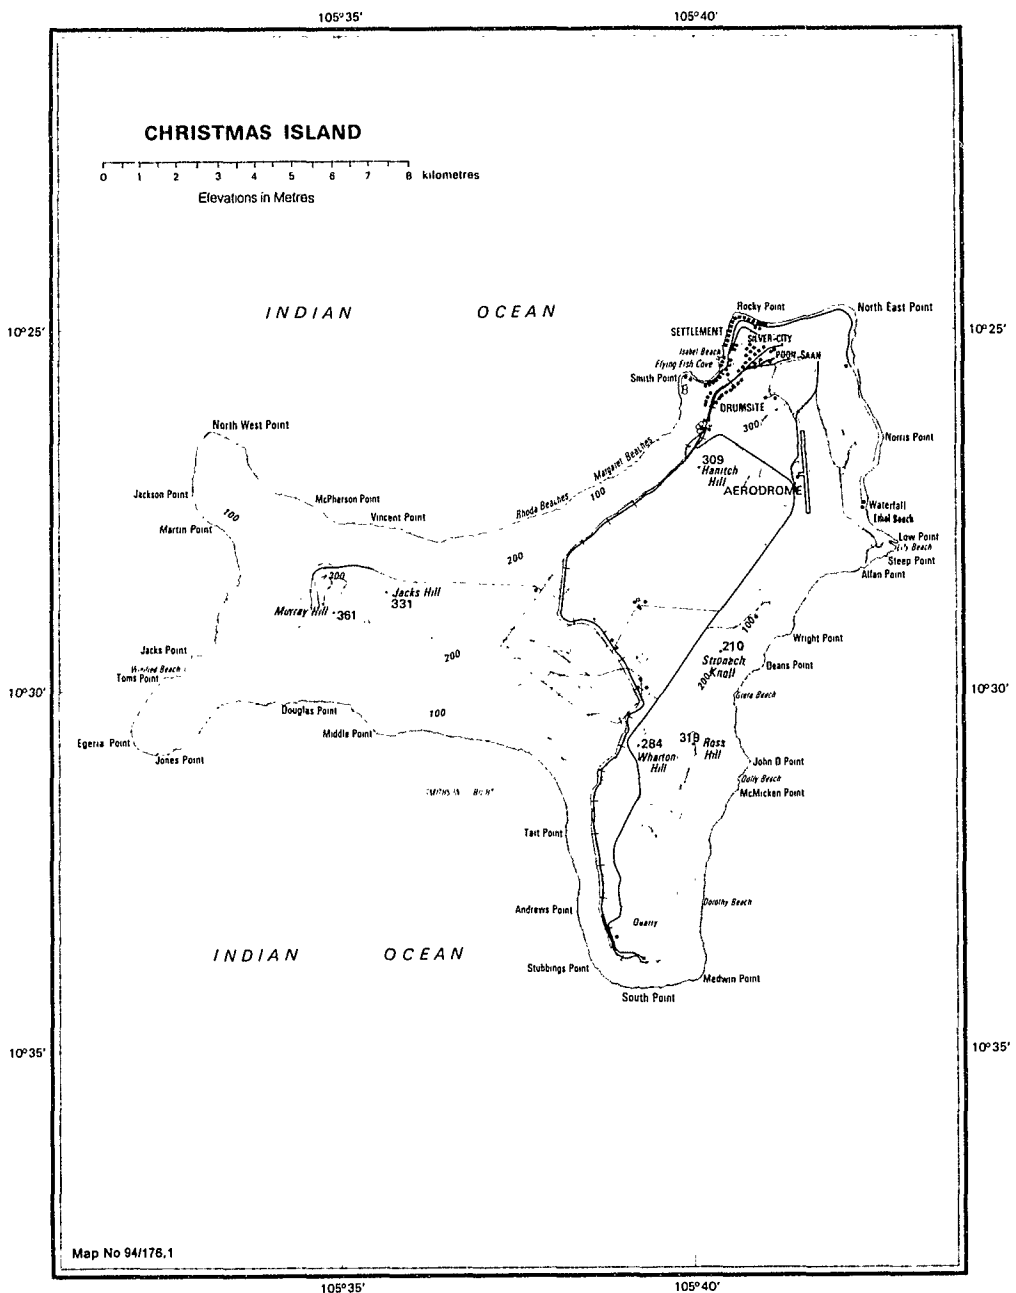 105°35'
105°40'
CHRISTMAS ISLAND
0 1 2 3 4 5 6 7 8 kilometres
Elevations in Metres
INDIAN OCEAN
10°25'
10°25'
Rocky Point
North East Point
SETTLEMENT
SILVER CITY
Isabel Beach
POON SAAN
Flying Fish Cove
Smith Point
DRUMSITE
300
North West Point
Norris Point
Margaret Beaches
309
Hanitch
Hill
AERODROME
Jackson Point
McPherson Point
Rhoda Beaches
100
Waterfall
Ethel Beach
100
Vincent Point
Martin Point
Low Point
Lily Beach
Steep Point
Allan Point
200
200
Jacks Hill
331
Murray Hill
361
100
Wright Point
Jacks Point
200
210
Stronach
Knoll
Winifred Beach
Toms Point
Deans Point
200
10°30'
10°30'
Greta Beach
Douglas Point
100
Middle Point
Egeria Point
Jones Point
284
Wharton
Hill
319
Ross
Hill
John D Point
Dolly Beach
McMicken Point
Tait Point
Dorothy Beach
Andrews Point
Quarry
INDIAN OCEAN
Stubbings Point
Medwin Point
South Point
10°35'
10°35'
Map No 94/176,1
105°35'
105°40'